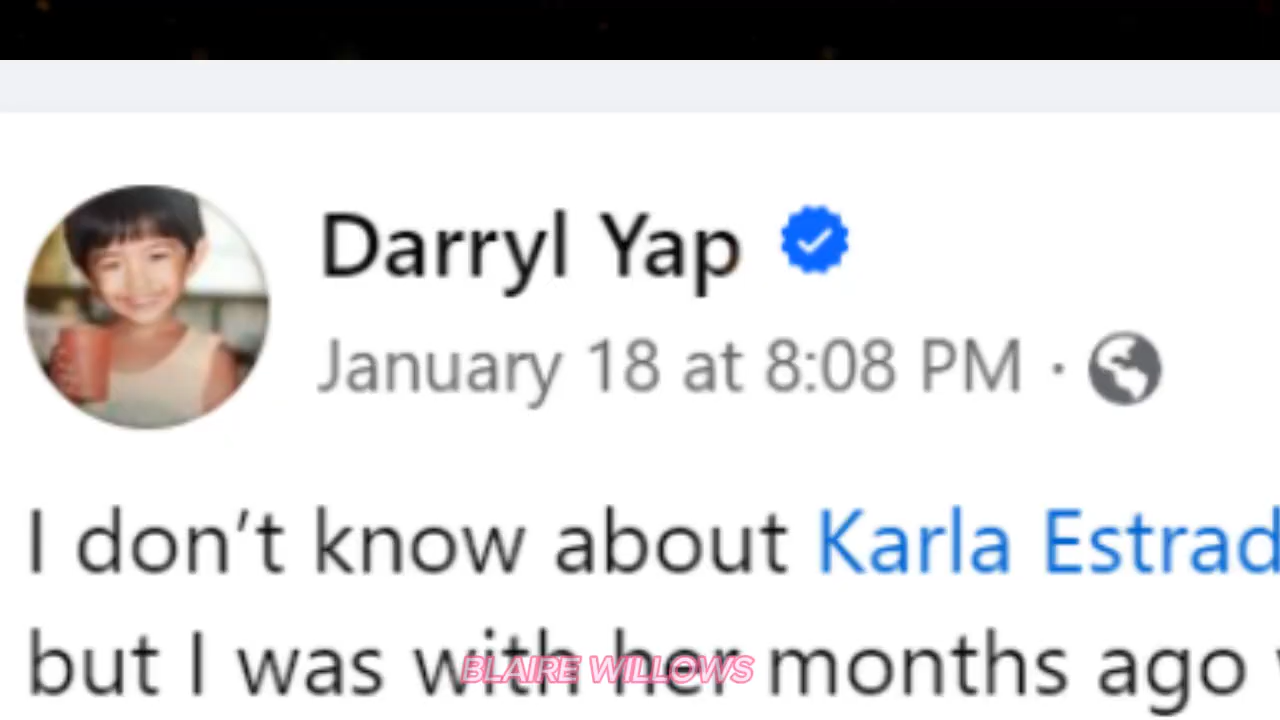 Darryl Yap
January 18 at 8:08 PM ·
I don’t know about Karla Estrad
but I was with her months ago
BLAIRE WILLOWS